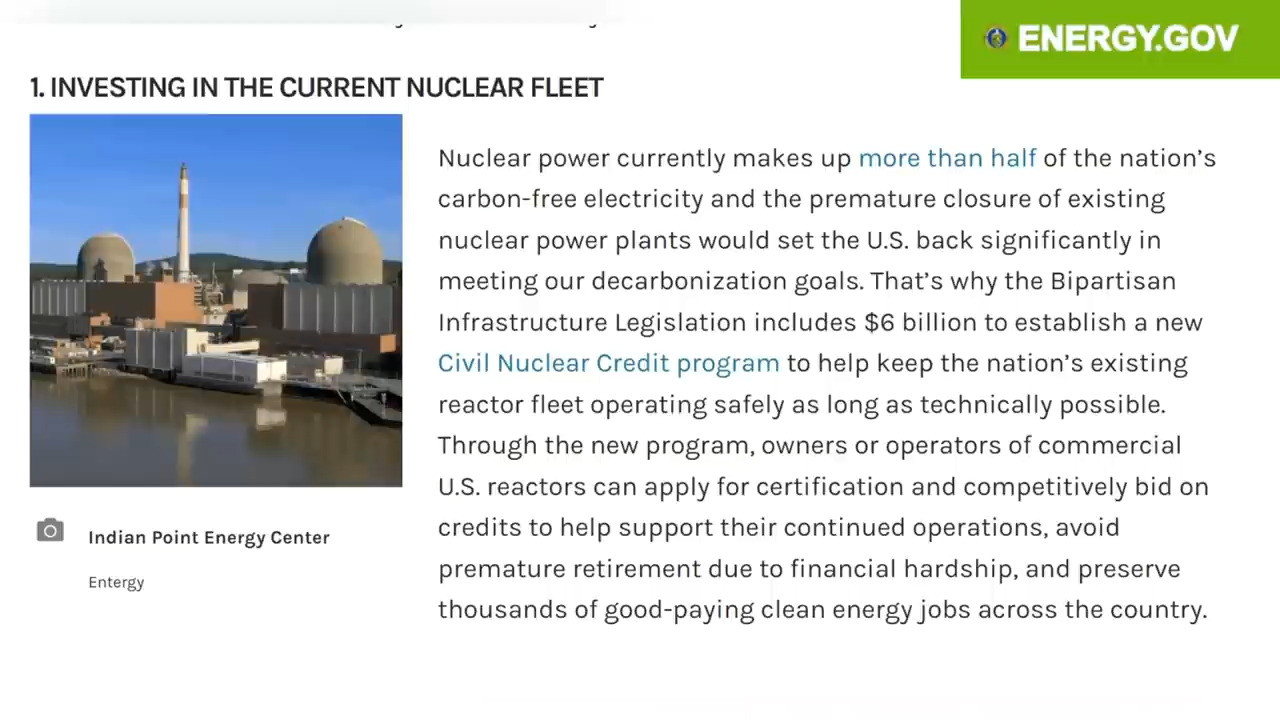 ENERGY.GOV
1. INVESTING IN THE CURRENT NUCLEAR FLEET
Nuclear power currently makes up more than half of the nation’s
carbon-free electricity and the premature closure of existing
nuclear power plants would set the U.S. back significantly in
meeting our decarbonization goals. That’s why the Bipartisan
Infrastructure Legislation includes $6 billion to establish a new
Civil Nuclear Credit program to help keep the nation’s existing
reactor fleet operating safely as long as technically possible.
Through the new program, owners or operators of commercial
U.S. reactors can apply for certification and competitively bid on
credits to help support their continued operations, avoid
premature retirement due to financial hardship, and preserve
thousands of good-paying clean energy jobs across the country.
Indian Point Energy Center
Entergy